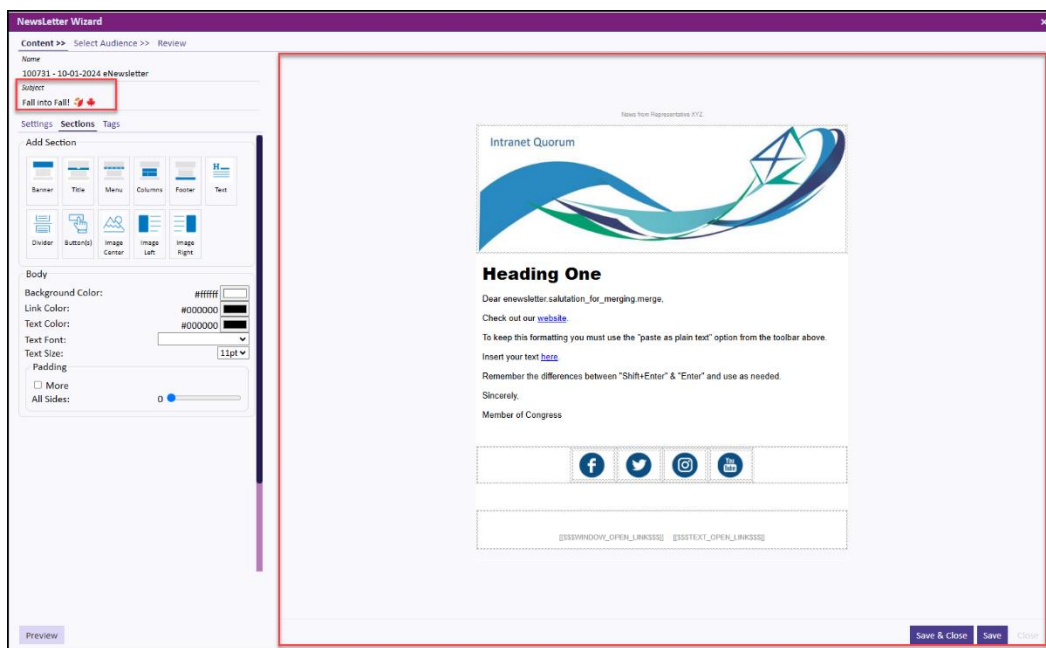 NewsLetter Wizard
x
Content >> Select Audience >> Review
Name
100731 - 10-01-2024 eNewsletter
Subject
Fall into Fall!
Settings Sections Tags
Add Section
Banner Title Menu Columns Footer Text
Divider Button(s) Image Center Image Left Image Right
Body
Background Color: #ffffff
Link Color: #000000
Text Color: #000000
Text Font:
Text Size: 11pt
Padding
More
All Sides: 0
Preview
News from Representative XYZ
Intranet Quorum
Heading One
Dear enewsletter.salutation_for_merging.merge,
Check out our website.
To keep this formatting you must use the "paste as plain text" option from the toolbar above.
Insert your text here.
Remember the differences between "Shift+Enter" & "Enter" and use as needed.
Sincerely,
Member of Congress
You Tube
[[$$$WINDOW_OPEN_LINK$$$]] [[$$$TEXT_OPEN_LINK$$$]]
Save & Close Save Close